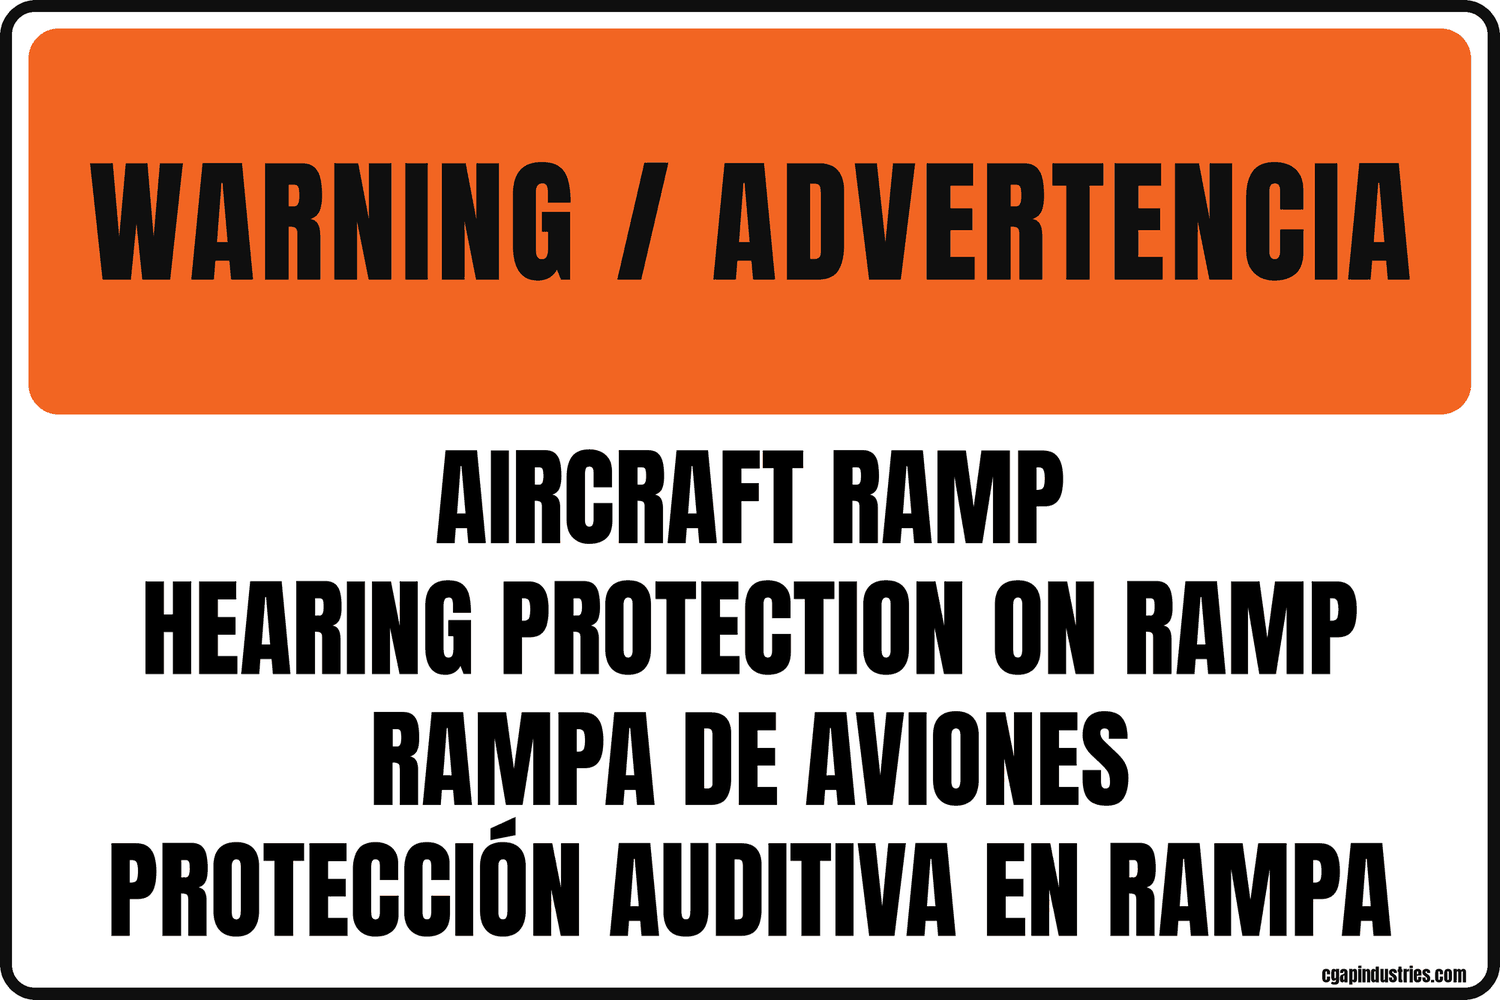 WARNING / ADVERTENCIA
AIRCRAFT RAMP
HEARING PROTECTION ON RAMP
RAMPA DE AVIONES
PROTECCIÓN AUDITIVA EN RAMPA
cgapindustries.com